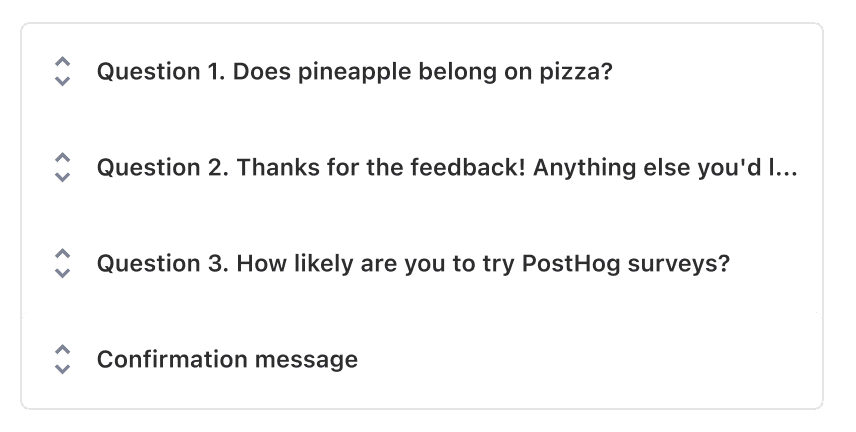 Question 1. Does pineapple belong on pizza?
Question 2. Thanks for the feedback! Anything else you'd l...
Question 3. How likely are you to try PostHog surveys?
Confirmation message